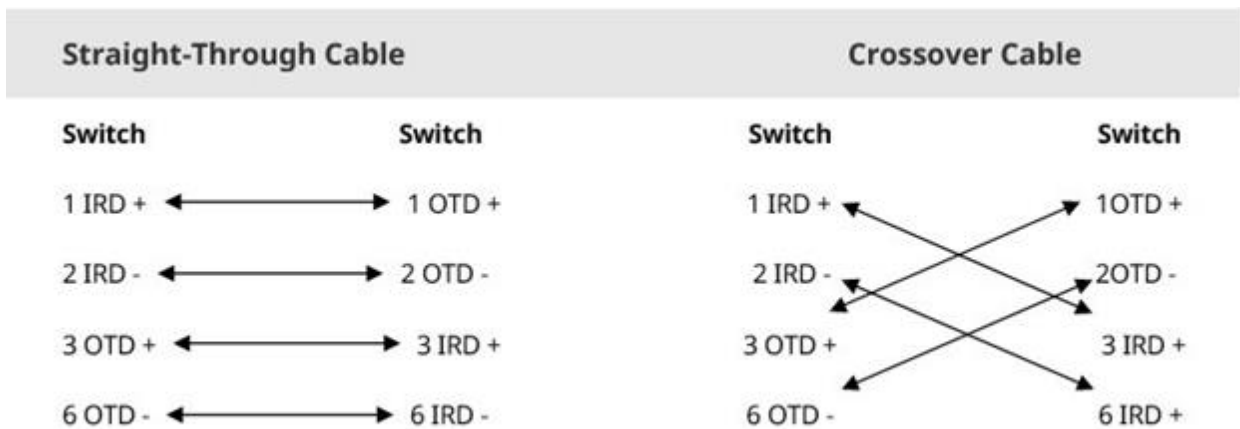 Straight-Through Cable Crossover Cable
Switch Switch Switch Switch
1 IRD + 1 OTD + 1 IRD + 1OTD +
2 IRD - 2 OTD - 2 IRD - 2OTD -
3 OTD + 3 IRD + 3 OTD + 3 IRD +
6 OTD - 6 IRD - 6 OTD - 6 IRD +